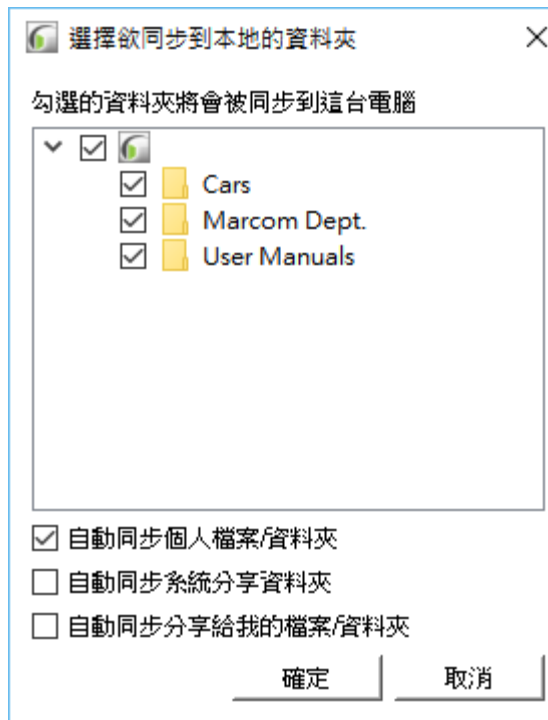 選擇欲同步到本地的資料夾
勾選的資料夾將會被同步到這台電腦
Cars
Marcom Dept.
User Manuals
自動同步個人檔案/資料夾
自動同步系統分享資料夾
自動同步分享給我的檔案/資料夾
確定
取消